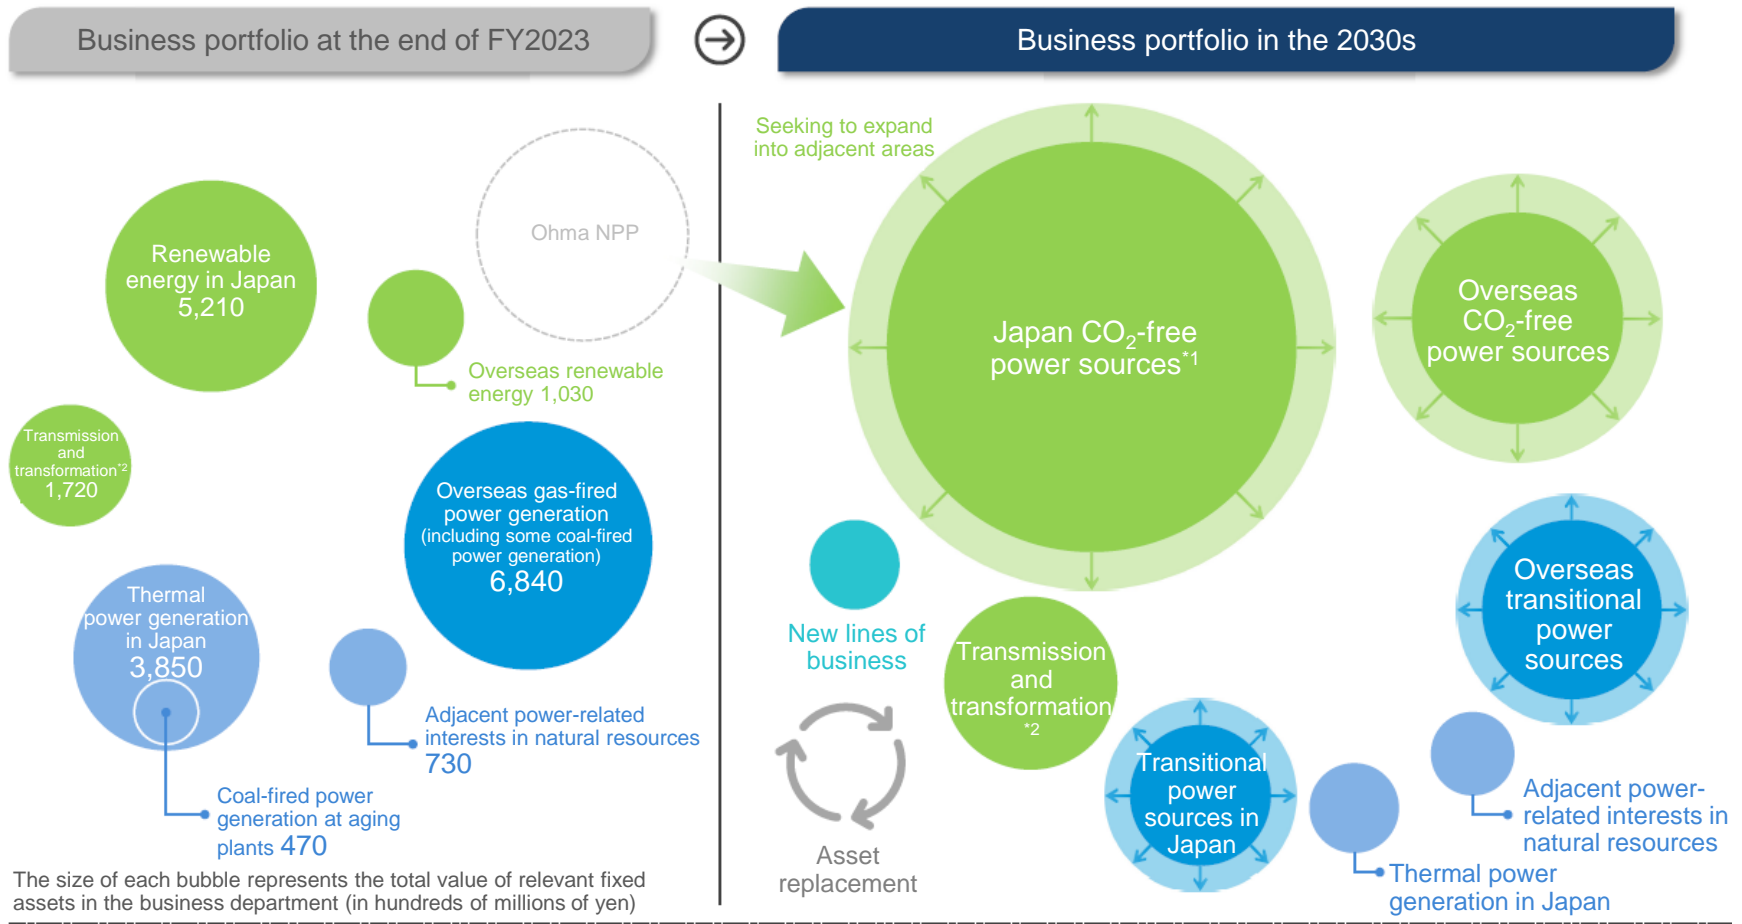 Business portfolio at the end of FY2023
Business portfolio in the 2030s
Renewable
energy in Japan
5,210
Ohma NPP
Overseas renewable
energy 1,030
Transmission
and
transformation*2
1,720
Overseas gas-fired
power generation
(including some coal-fired
power generation)
6,840
Thermal
power generation
in Japan
3,850
Adjacent power-related
interests in natural resources
730
Coal-fired power
generation at aging
plants 470
The size of each bubble represents the total value of relevant fixed
assets in the business department (in hundreds of millions of yen)
Seeking to expand
into adjacent areas
Japan CO₂-free
power sources*1
Overseas
CO₂-free
power sources
New lines of
business
Transmission
and
transformation
*2
Overseas
transitional
power
sources
Asset
replacement
Transitional
power
sources in
Japan
Adjacent power-
related interests in
natural resources
Thermal power
generation in Japan